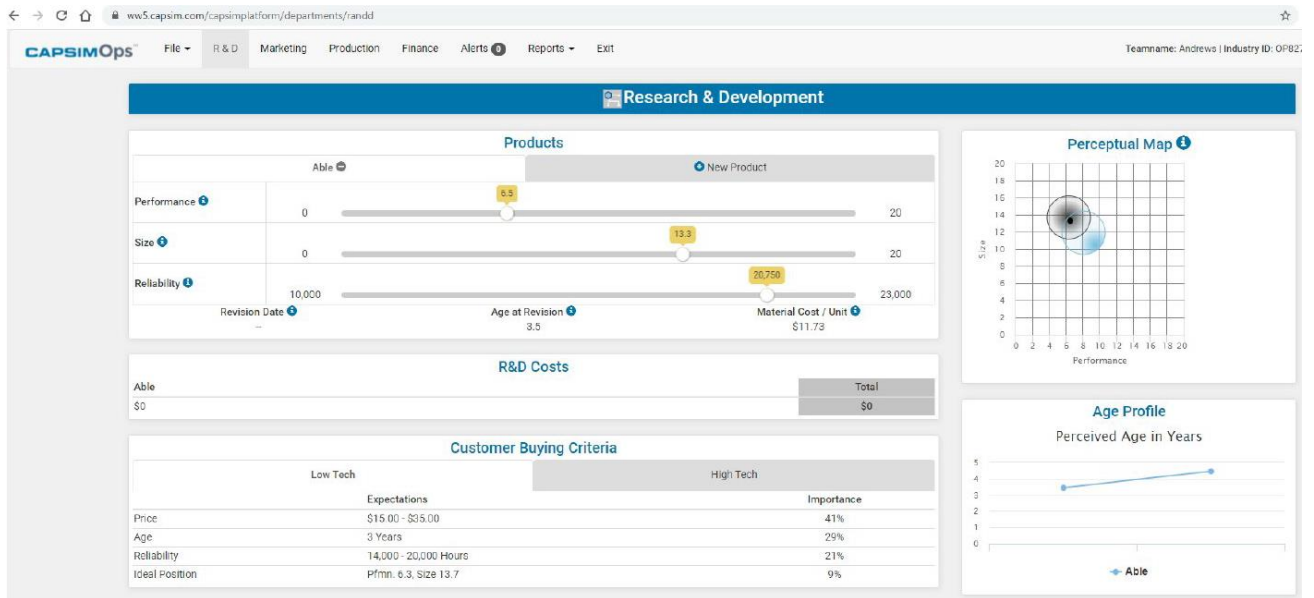 ww5.capsim.com/capsimplatform/departments/randd
CAPSIMOps File R & D Marketing Production Finance Alerts 0 Reports Exit Teamname: Andrews | Industry ID: OP827
Research & Development
Products
Able New Product
Performance 0 6.5 20
Size 0 13.3 20
Reliability 10,000 20,750 23,000
Revision Date Age at Revision Material Cost / Unit
-- 3.5 $11.73
R&D Costs
Able Total
$0 $0
Customer Buying Criteria
Low Tech High Tech
Expectations Importance
Price $15.00 - $35.00 41%
Age 3 Years 29%
Reliability 14,000 - 20,000 Hours 21%
Ideal Position Pfmn. 6.3, Size 13.7 9%
Perceptual Map
20
18
16
14
12
10
8
6
4
2
0
Size
0 2 4 6 8 10 12 14 16 18 20
Performance
Age Profile
Perceived Age in Years
5
4
3
2
1
0
Able